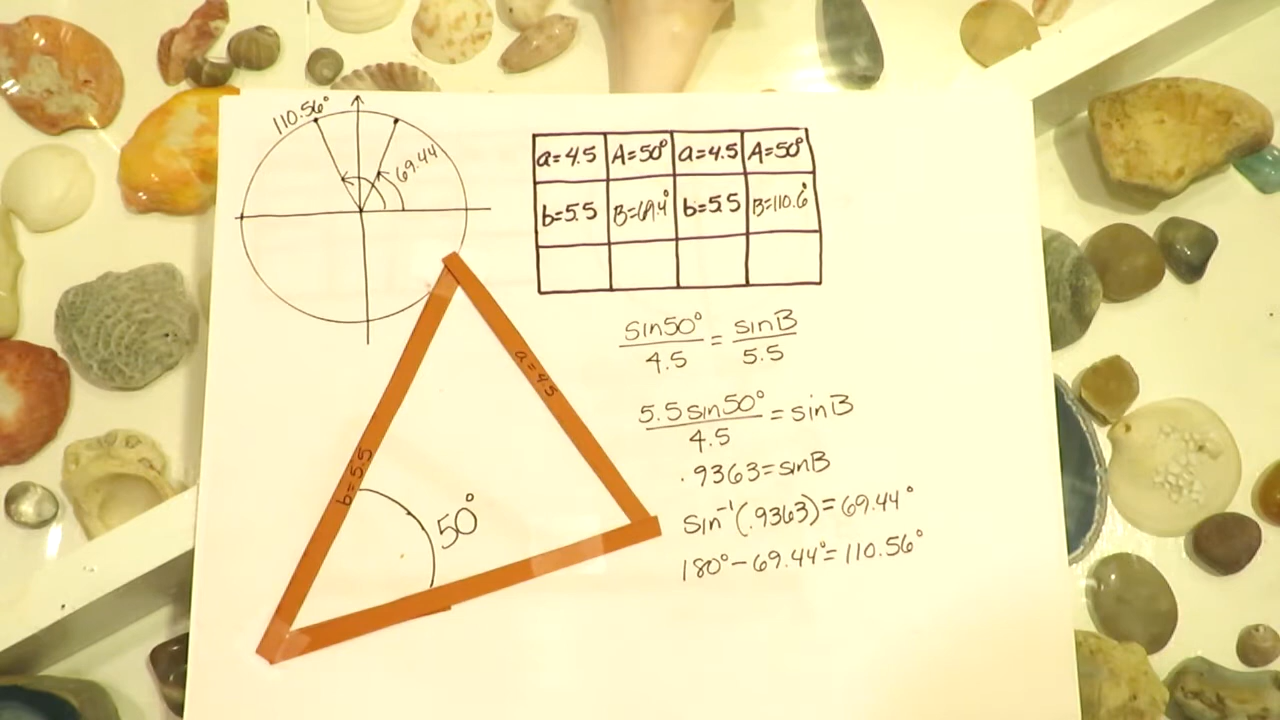 110.56°
69.44
a=4.5 A=50° a=4.5 A=50°
b=5.5 B=69.4° b=5.5 B=110.6°
sin50°/4.5 = sinB/5.5
a=4.5
5.5sin50°/4.5 = sinB
.9363=sinB
b=5.5
50°
sin⁻¹(.9363)=69.44°
180°-69.44°=110.56°